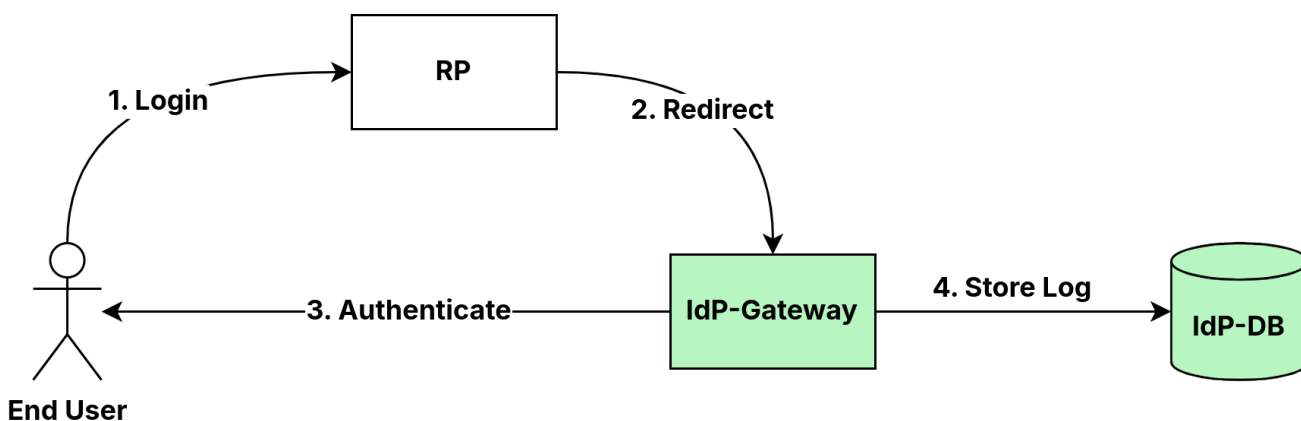 RP
1. Login
2. Redirect
4. Store Log
3. Authenticate
IdP-Gateway
IdP-DB
End User